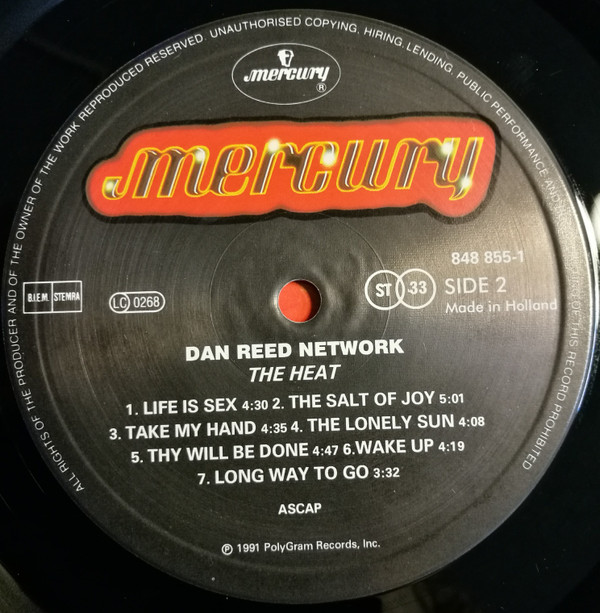 ALL RIGHTS OF THE PRODUCER AND OF THE OWNER OF THE WORK REPRODUCED RESERVED. UNAUTHORISED COPYING, HIRING, LENDING, PUBLIC PERFORMANCE AND OF THIS RECORD PROHIBITED
mercury
®
mercury
848 855-1
B.I.E.M. STEMRA
LC 0268
ST 33
SIDE 2
Made in Holland
DAN REED NETWORK
THE HEAT
1. LIFE IS SEX 4:30 2. THE SALT OF JOY 5:01
3. TAKE MY HAND 4:35 4. THE LONELY SUN 4:08
5. THY WILL BE DONE 4:47 6.WAKE UP 4:19
7. LONG WAY TO GO 3:32
ASCAP
℗ 1991 PolyGram Records, Inc.